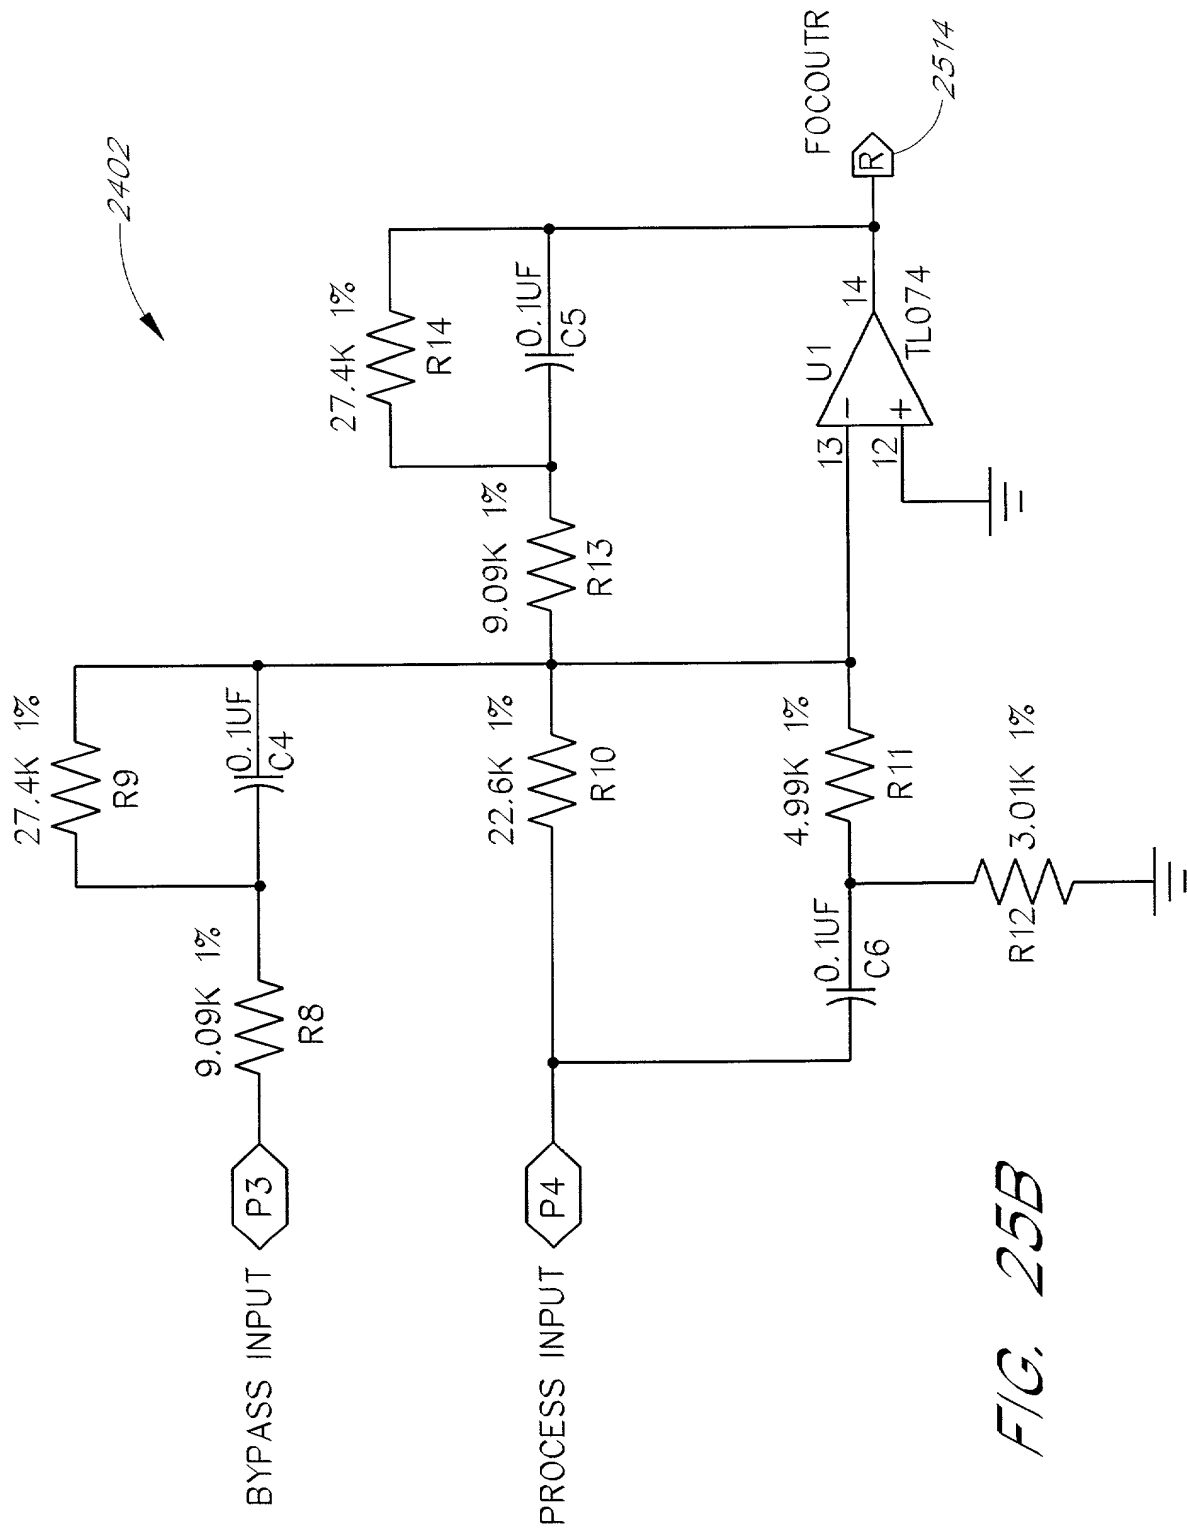 2402
27.4K 1%
R9
0.1UF
C4
9.09K 1%
R8
BYPASS INPUT
P3
27.4K 1%
R14
0.1UF
C5
9.09K 1%
R13
22.6K 1%
R10
PROCESS INPUT
P4
4.99K 1%
R11
0.1UF
C6
R12
3.01K 1%
13
12
U1
-
+
14
TL074
FOCOUTR
R
2514
FIG. 25B